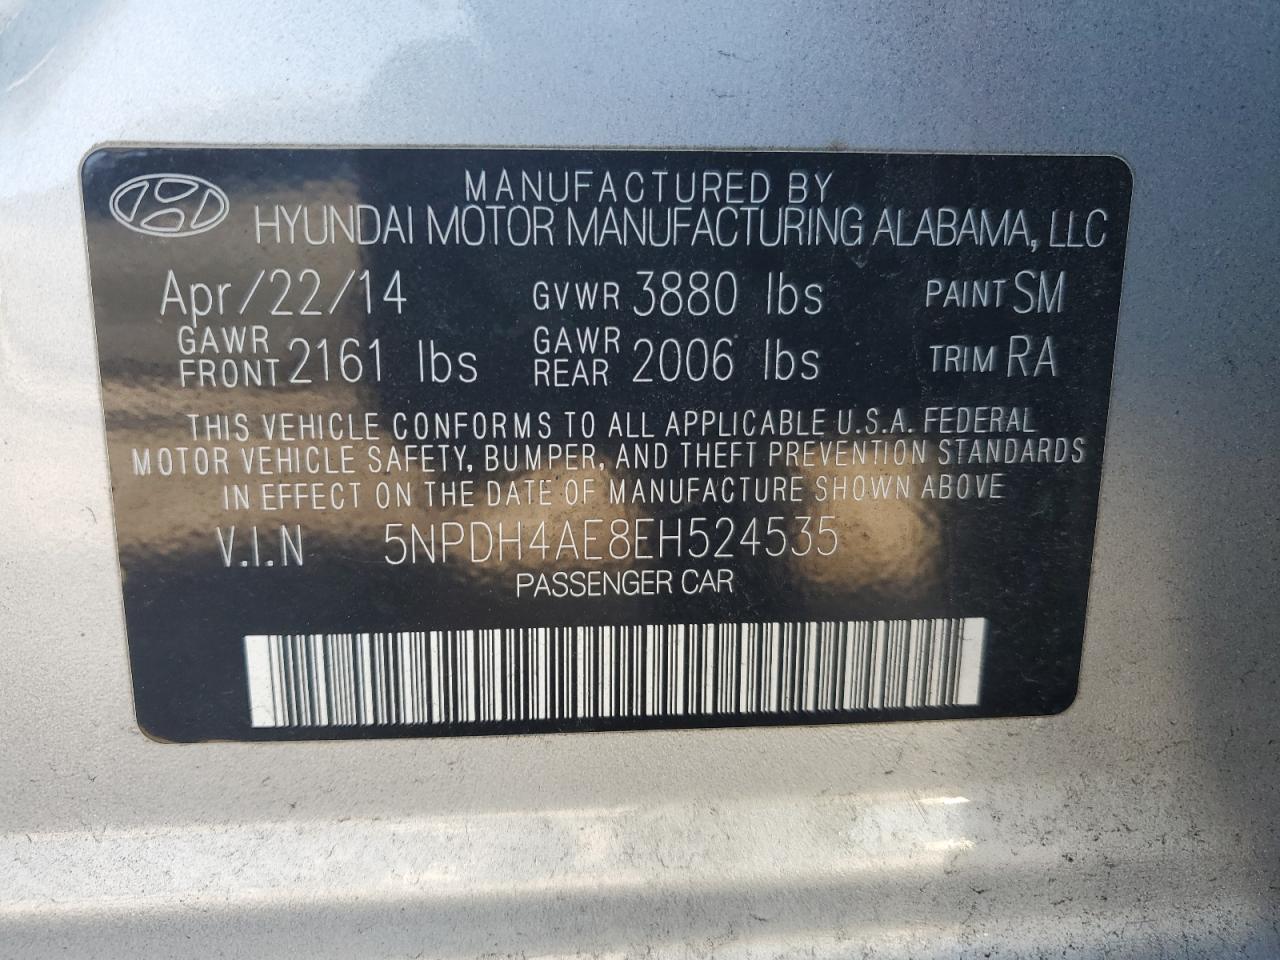 MANUFACTURED BY
HYUNDAI MOTOR MANUFACTURING ALABAMA, LLC
Apr/22/14 GVWR 3880 lbs PAINT SM
GAWR FRONT 2161 lbs GAWR REAR 2006 lbs TRIM RA
THIS VEHICLE CONFORMS TO ALL APPLICABLE U.S.A. FEDERAL
MOTOR VEHICLE SAFETY, BUMPER, AND THEFT PREVENTION STANDARDS
IN EFFECT ON THE DATE OF MANUFACTURE SHOWN ABOVE
V.I.N 5NPDH4AE8EH524535
PASSENGER CAR